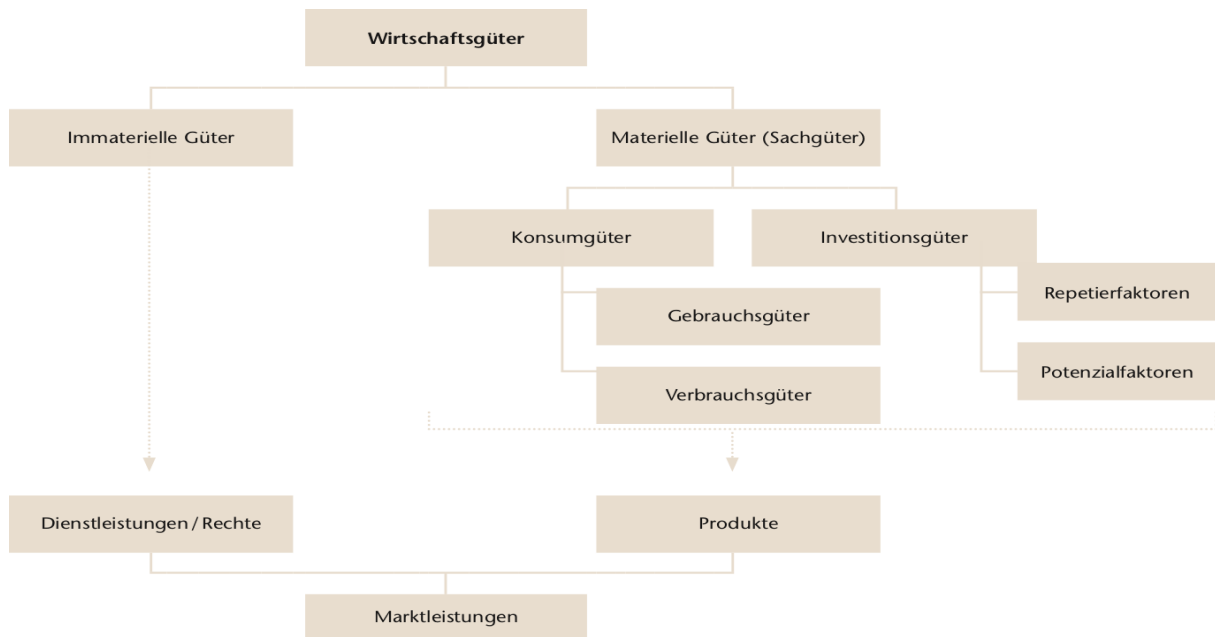 Wirtschaftsgüter
Immaterielle Güter
Materielle Güter (Sachgüter)
Konsumgüter
Investitionsgüter
Repetierfaktoren
Gebrauchsgüter
Potenzialfaktoren
Verbrauchsgüter
Dienstleistungen/Rechte
Produkte
Marktleistungen